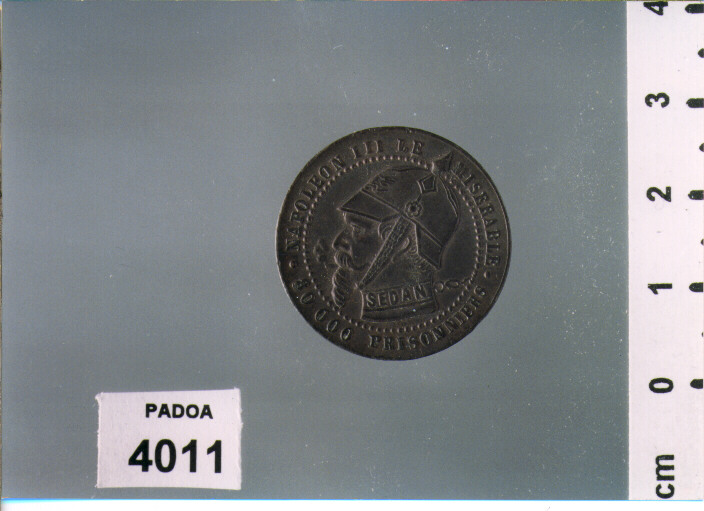 NAPOLEON III LE MISERABLE
80.000 PRISONNIERS
SEDAN
PADOA
4011
4
3
2
1
0
cm